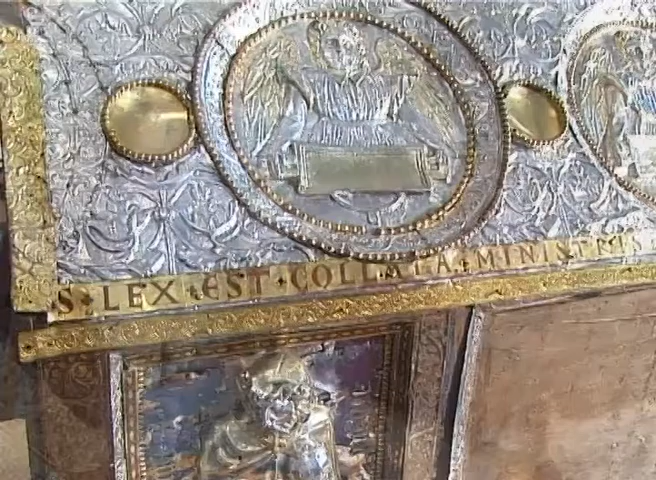 S ✦ LEX ✦ EST ✦ COLLATA ✦ MINISTRIS